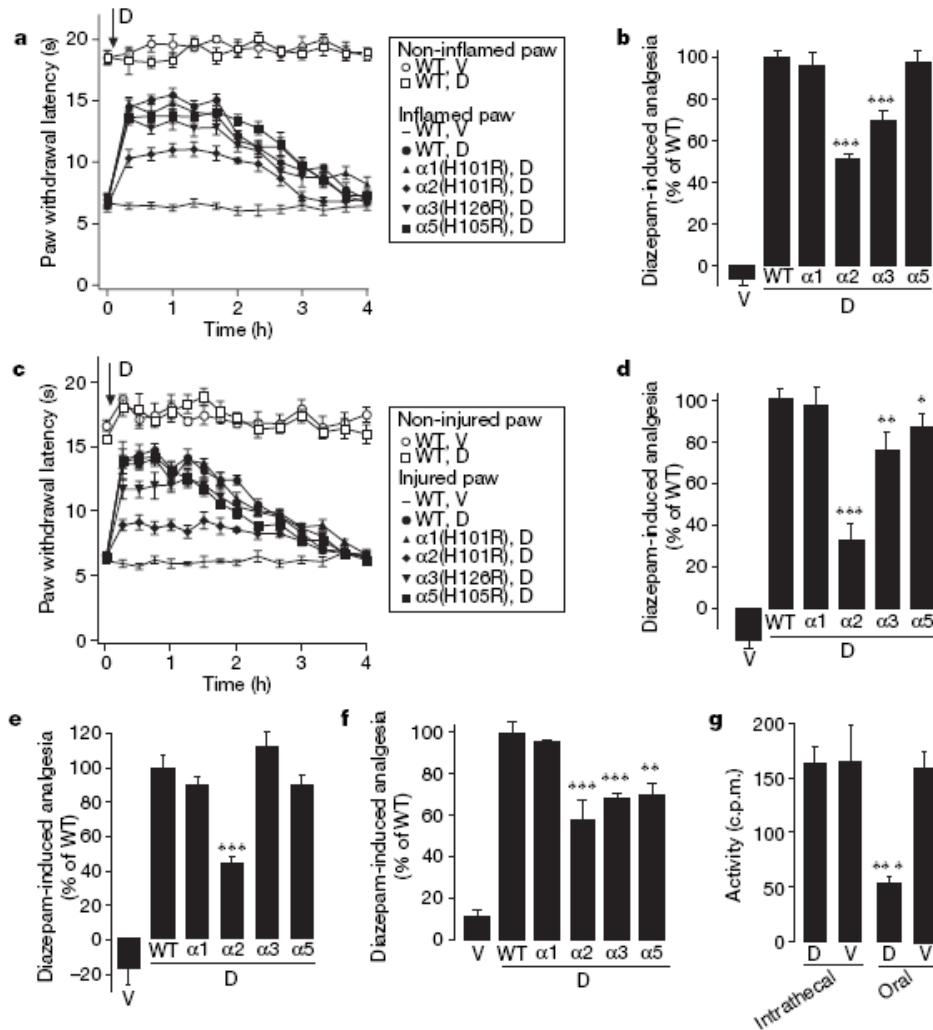 a
D
Paw withdrawal latency (s)
20
15
10
5
0
0 1 2 3 4
Time (h)
Non-inflamed paw
WT, V
WT, D
Inflamed paw
WT, V
WT, D
α1(H101R), D
α2(H101R), D
α3(H126R), D
α5(H105R), D
b
Diazepam-induced analgesia
(% of WT)
100
80
60
40
20
0
***
***
V
WT α1 α2 α3 α5
D
c
D
Paw withdrawal latency (s)
20
15
10
5
0
0 1 2 3 4
Time (h)
Non-injured paw
WT, V
WT, D
Injured paw
WT, V
WT, D
α1(H101R), D
α2(H101R), D
α3(H126R), D
α5(H105R), D
d
Diazepam-induced analgesia
(% of WT)
100
80
60
40
20
0
***
**
*
V
WT α1 α2 α3 α5
D
e
Diazepam-induced analgesia
(% of WT)
120
100
80
60
40
20
0
−20
***
V
WT α1 α2 α3 α5
D
f
Diazepam-induced analgesia
(% of WT)
100
80
60
40
20
0
***
***
**
V
WT α1 α2 α3 α5
D
g
Activity (c.p.m.)
200
150
100
50
0
***
D V D V
Intrathecal Oral